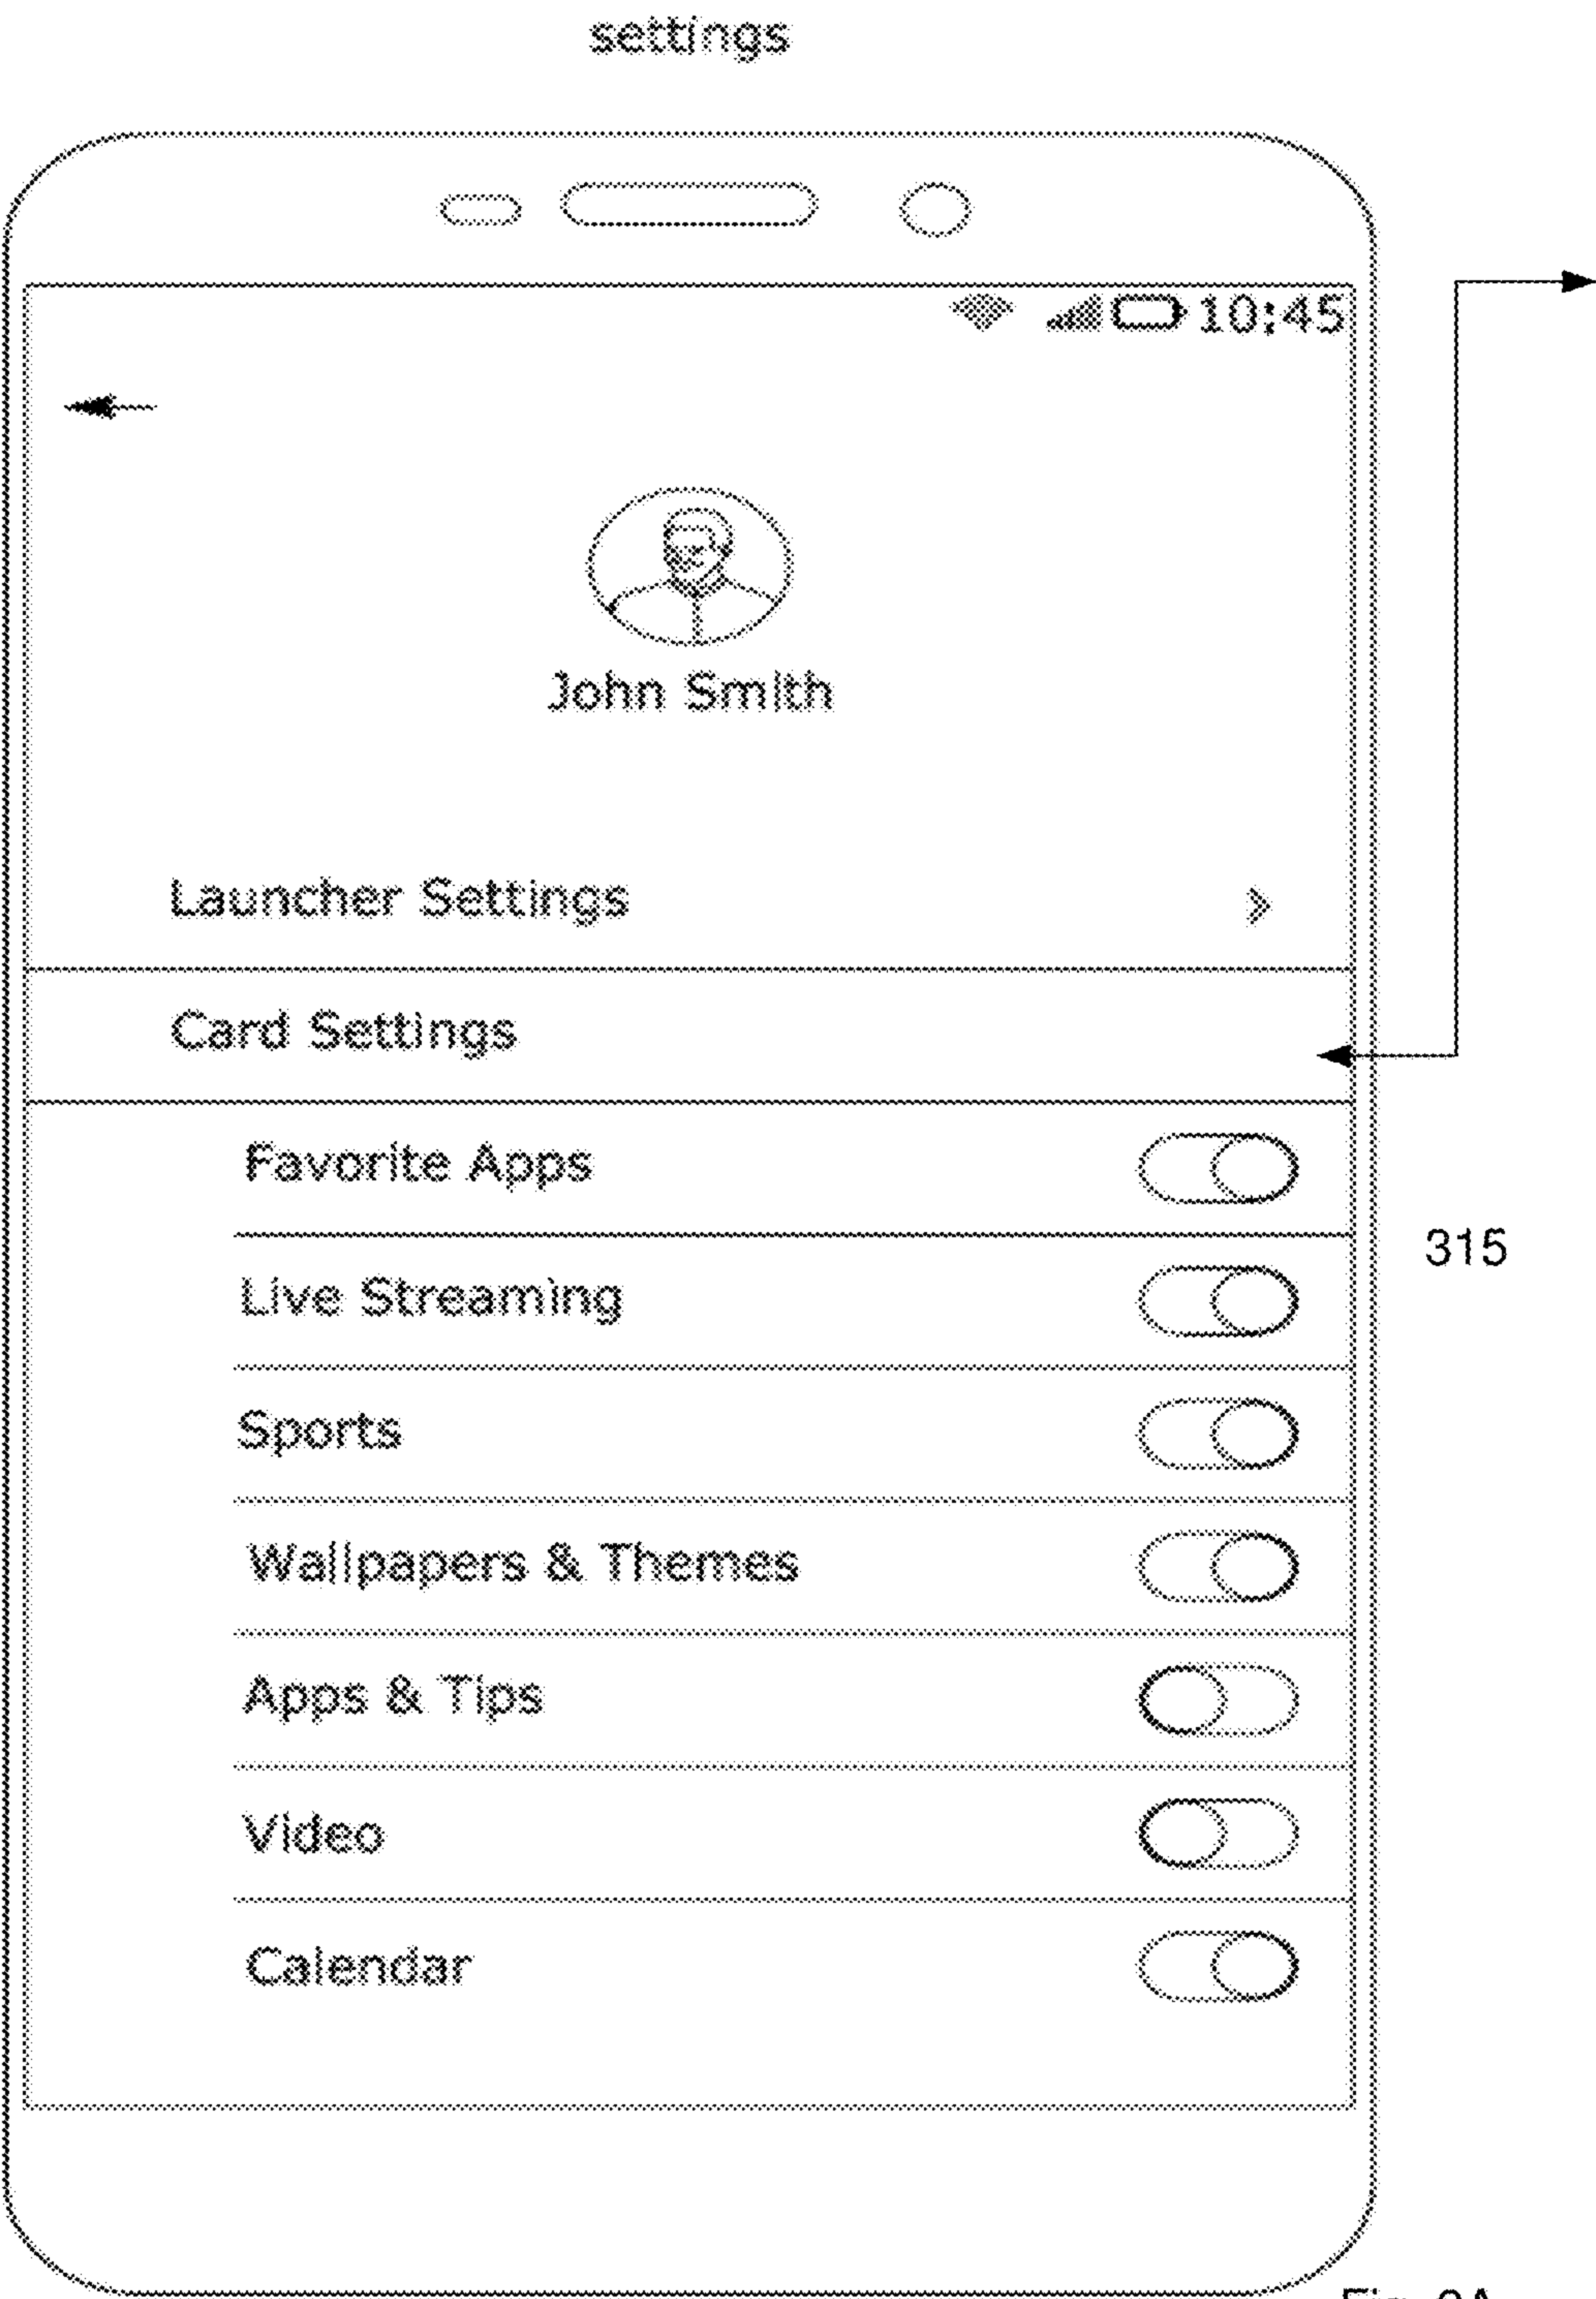 settings
10:45
John Smith
Launcher Settings
Card Settings
Favorite Apps
315
Live Streaming
Sports
Wallpapers & Themes
Apps & Tips
Video
Calendar